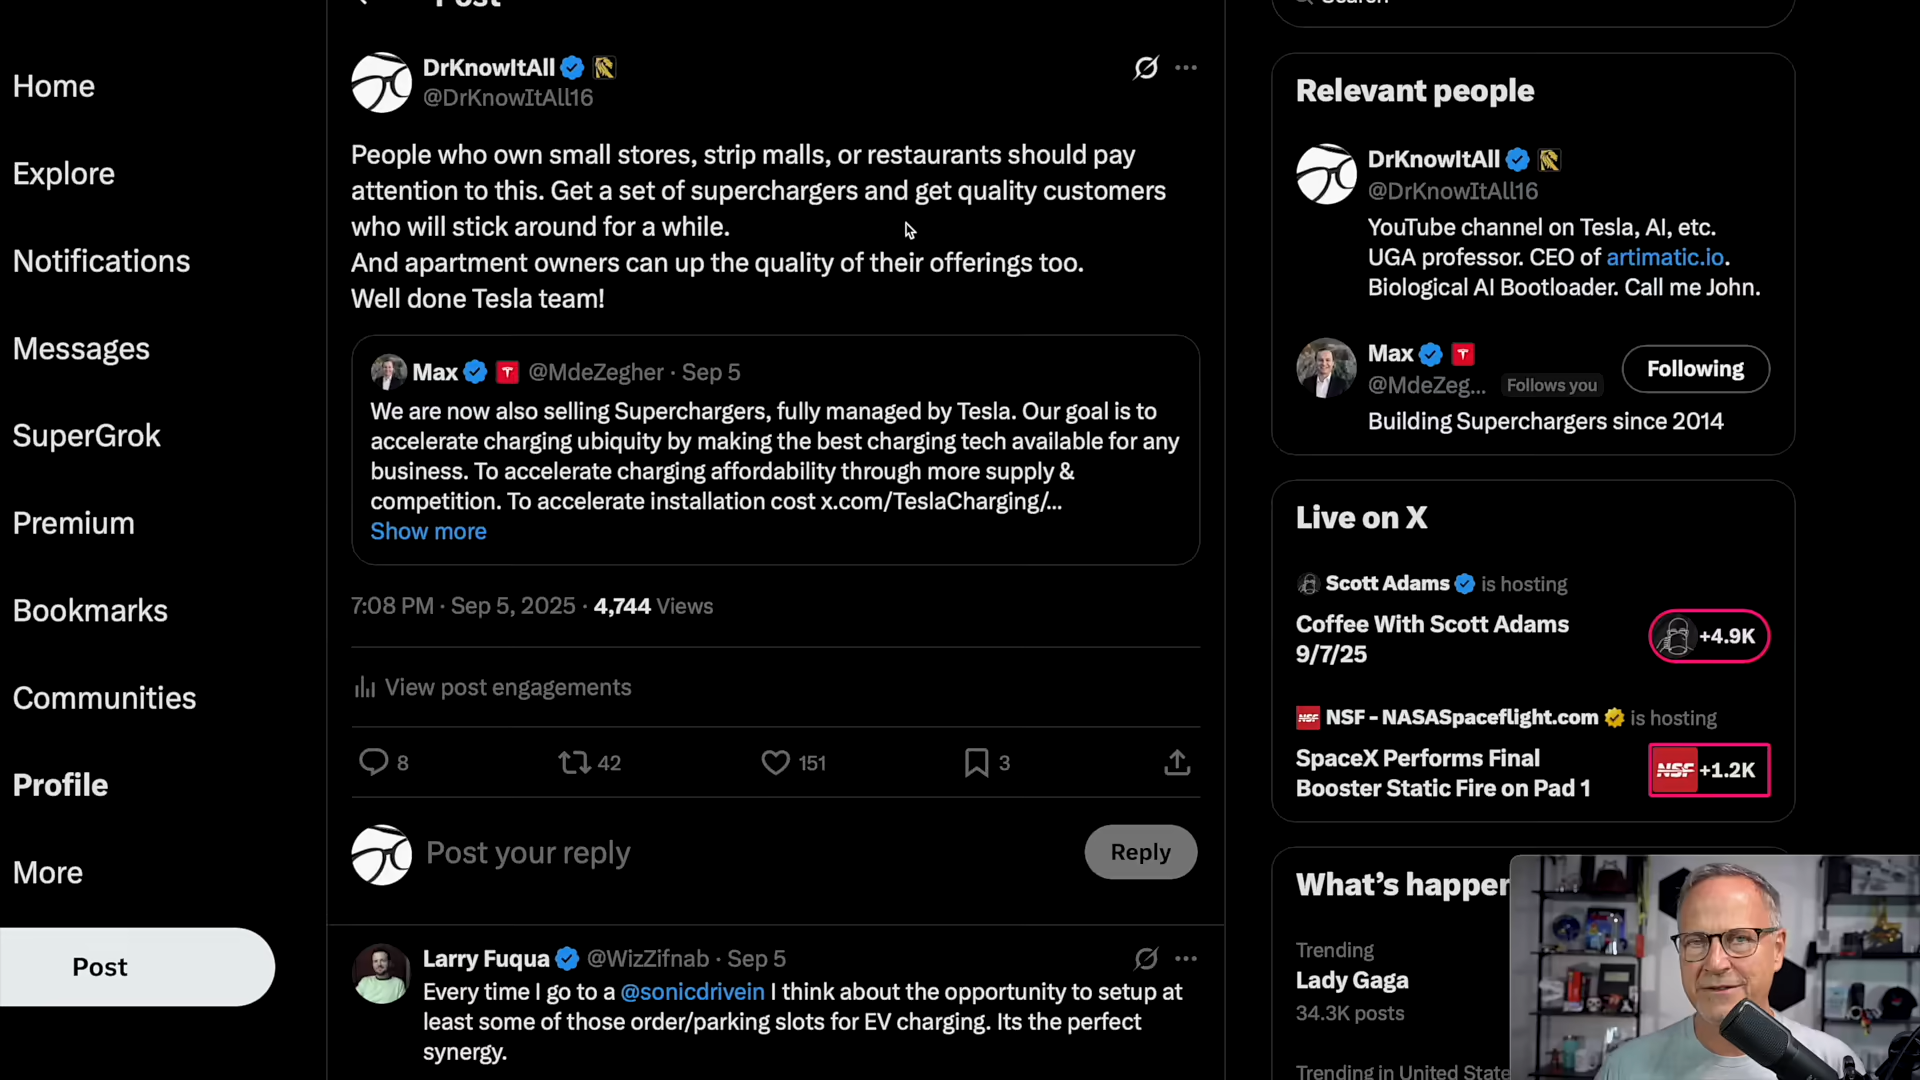 Post
Search
Home
Explore
Notifications
Messages
SuperGrok
Premium
Bookmarks
Communities
Profile
More
Post
DrKnowItAll
@DrKnowItAll16
People who own small stores, strip malls, or restaurants should pay
attention to this. Get a set of superchargers and get quality customers
who will stick around for a while.
And apartment owners can up the quality of their offerings too.
Well done Tesla team!
Max @MdeZegher · Sep 5
We are now also selling Superchargers, fully managed by Tesla. Our goal is to
accelerate charging ubiquity by making the best charging tech available for any
business. To accelerate charging affordability through more supply &
competition. To accelerate installation cost x.com/TeslaCharging/...
Show more
7:08 PM · Sep 5, 2025 · 4,744 Views
View post engagements
8 42 151 3
Post your reply
Reply
Larry Fuqua @WizZifnab · Sep 5
Every time I go to a @sonicdrivein I think about the opportunity to setup at
least some of those order/parking slots for EV charging. Its the perfect
synergy.
Relevant people
DrKnowItAll
@DrKnowItAll16
YouTube channel on Tesla, AI, etc.
UGA professor. CEO of artimatic.io.
Biological AI Bootloader. Call me John.
Max
@MdeZeg... Follows you
Following
Building Superchargers since 2014
Live on X
Scott Adams is hosting
Coffee With Scott Adams
9/7/25
+4.9K
NSF - NASASpaceflight.com is hosting
SpaceX Performs Final
Booster Static Fire on Pad 1
NSF +1.2K
What's happen
Trending
Lady Gaga
34.3K posts
Trending in United State